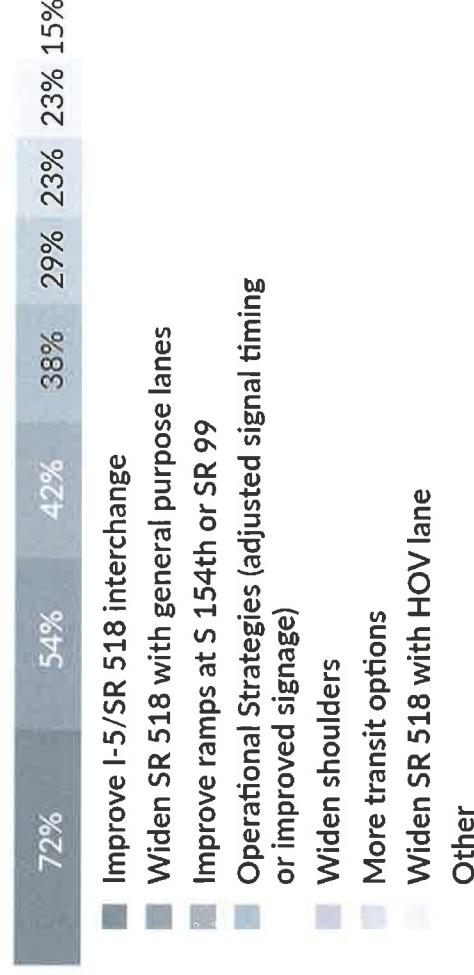 72% 54% 42% 38% 29% 23% 23% 15%
Improve I-5/SR 518 interchange
Widen SR 518 with general purpose lanes
Improve ramps at S 154th or SR 99
Operational Strategies (adjusted signal timing
or improved signage)
Widen shoulders
More transit options
Widen SR 518 with HOV lane
Other